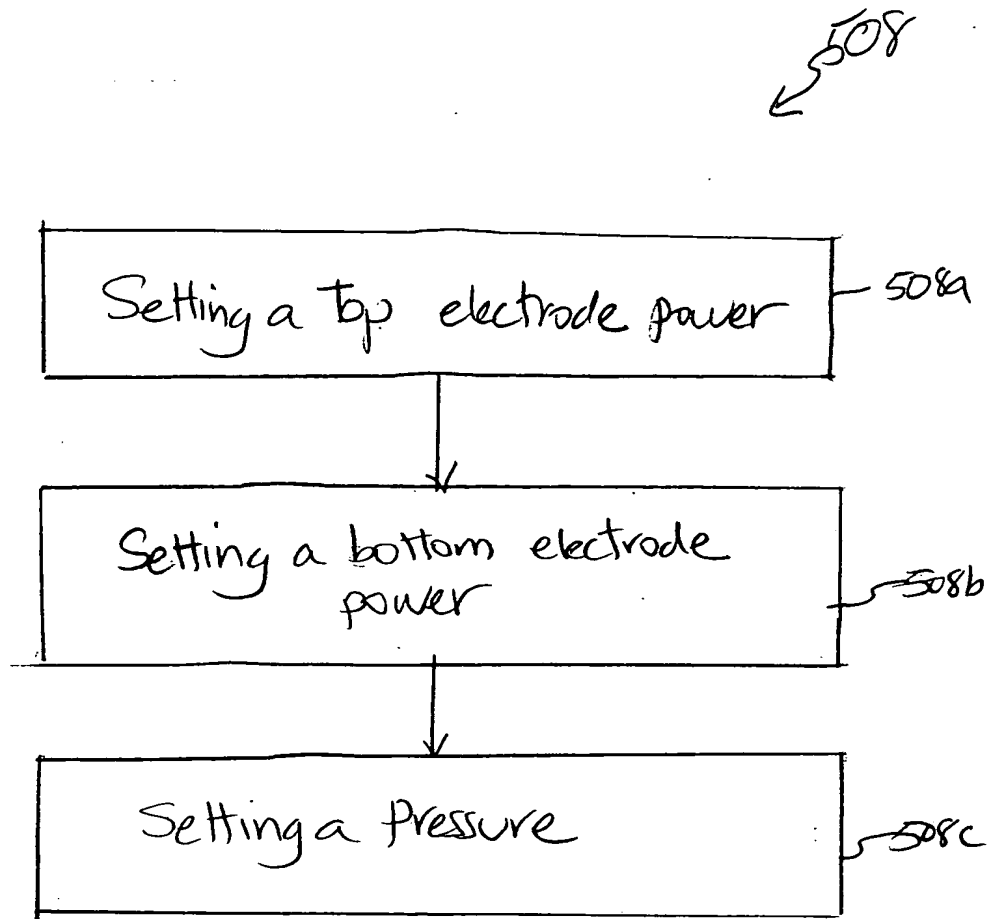 508
Setting a Top electrode power
508a
Setting a bottom electrode
power
508b
Setting a Pressure
508c